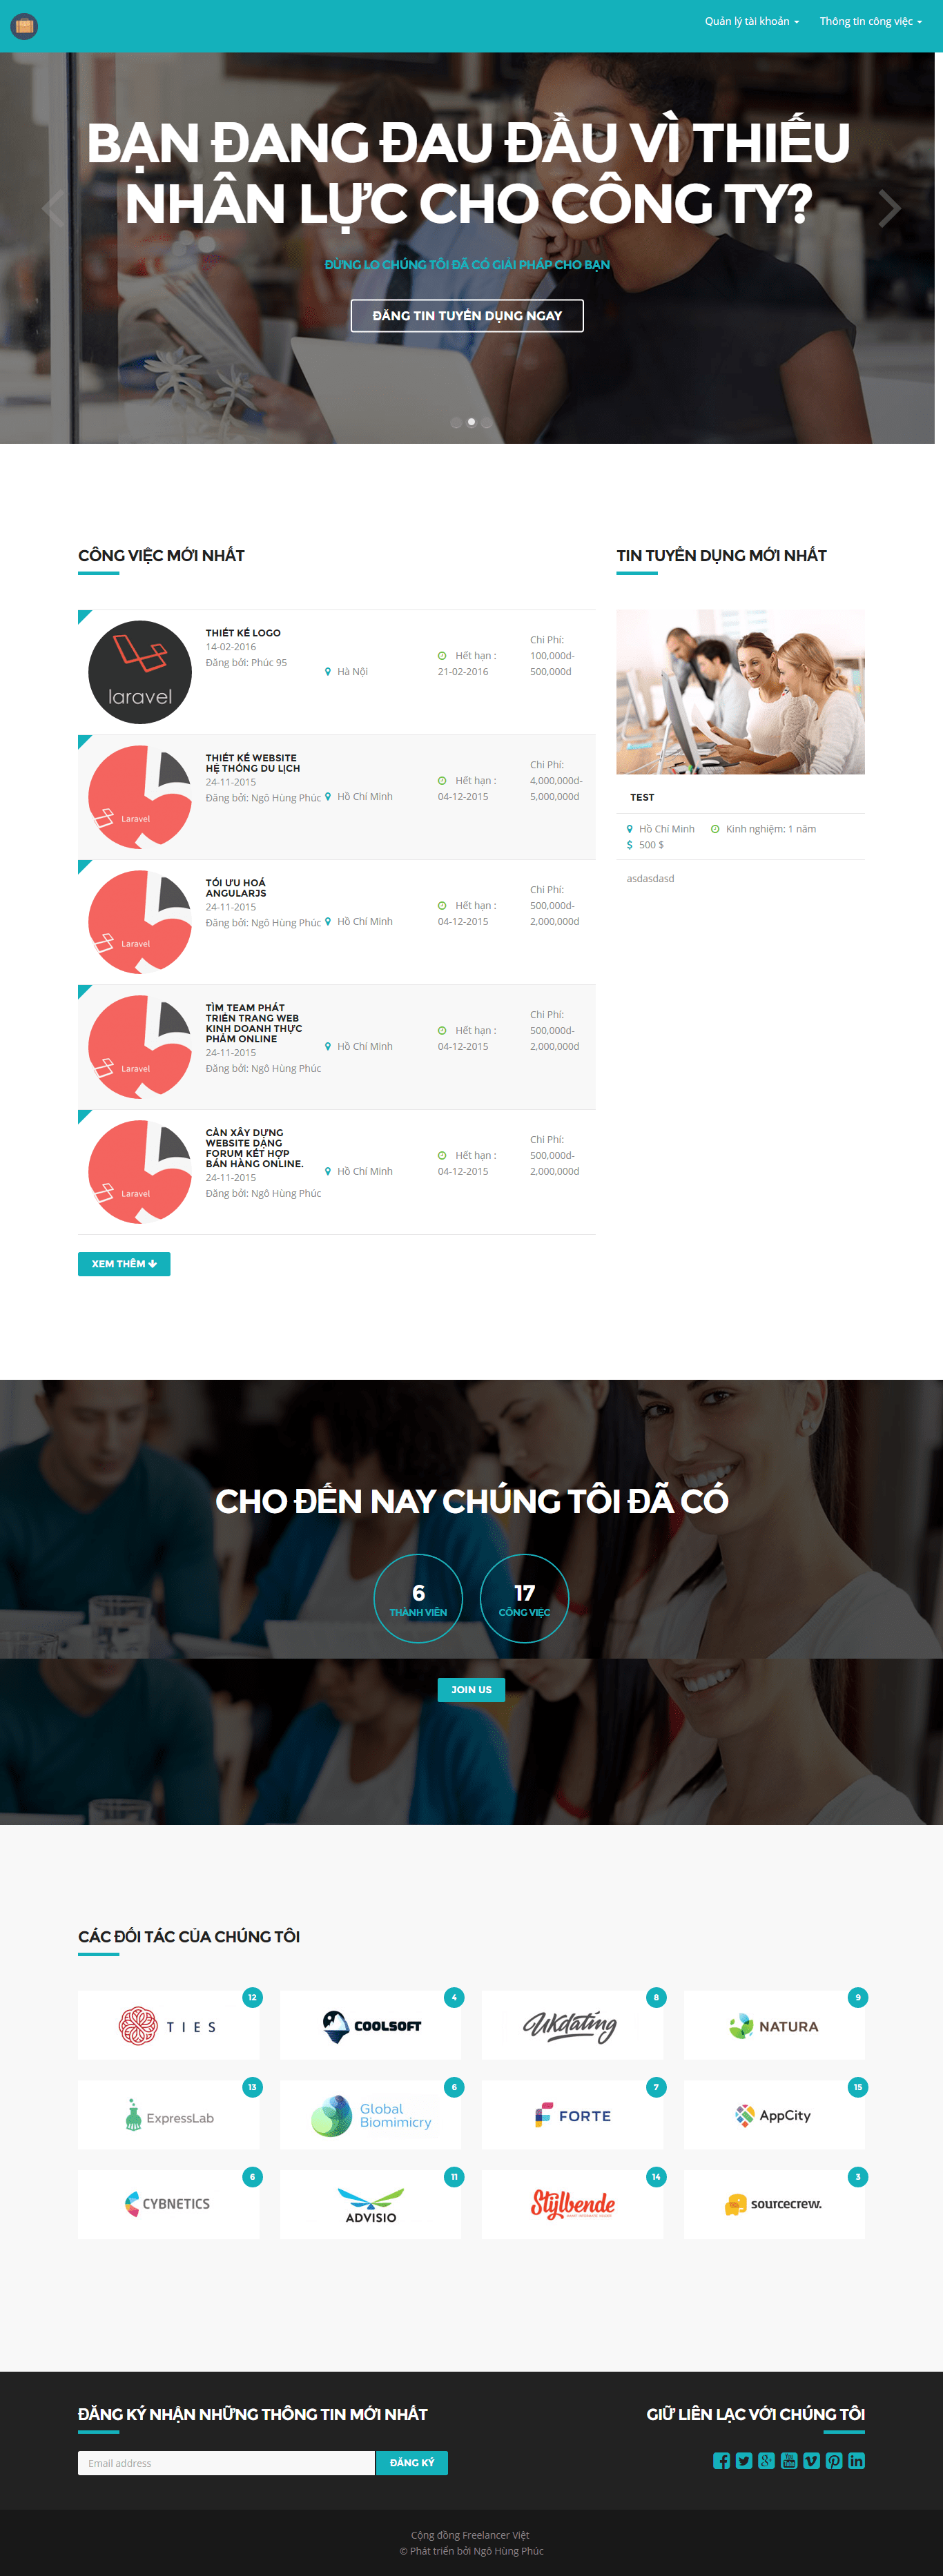 Quản lý tài khoản
Thông tin công việc
BẠN ĐANG ĐAU ĐẦU VÌ THIẾU
NHÂN LỰC CHO CÔNG TY?
ĐỪNG LO CHÚNG TÔI ĐÃ CÓ GIẢI PHÁP CHO BẠN
ĐĂNG TIN TUYỂN DỤNG NGAY
CÔNG VIỆC MỚI NHẤT
laravel
THIẾT KẾ LOGO
14-02-2016
Đăng bởi: Phúc 95
Hà Nội
Hết hạn :
21-02-2016
Chi Phí:
100,000đ-
500,000đ
Laravel
THIẾT KẾ WEBSITE
HỆ THỐNG DU LỊCH
24-11-2015
Đăng bởi: Ngô Hùng Phúc
Hồ Chí Minh
Hết hạn :
04-12-2015
Chi Phí:
4,000,000đ-
5,000,000đ
Laravel
TỐI ƯU HOÁ
ANGULARJS
24-11-2015
Đăng bởi: Ngô Hùng Phúc
Hồ Chí Minh
Hết hạn :
04-12-2015
Chi Phí:
500,000đ-
2,000,000đ
Laravel
TÌM TEAM PHÁT
TRIỂN TRANG WEB
KINH DOANH THỰC
PHẨM ONLINE
24-11-2015
Đăng bởi: Ngô Hùng Phúc
Hồ Chí Minh
Hết hạn :
04-12-2015
Chi Phí:
500,000đ-
2,000,000đ
Laravel
CẦN XÂY DỰNG
WEBSITE DẠNG
FORUM KẾT HỢP
BÁN HÀNG ONLINE.
24-11-2015
Đăng bởi: Ngô Hùng Phúc
Hồ Chí Minh
Hết hạn :
04-12-2015
Chi Phí:
500,000đ-
2,000,000đ
XEM THÊM
TIN TUYỂN DỤNG MỚI NHẤT
TEST
Hồ Chí Minh
Kinh nghiệm: 1 năm
$ 500 $
asdasdasd
CHO ĐẾN NAY CHÚNG TÔI ĐÃ CÓ
6
THÀNH VIÊN
17
CÔNG VIỆC
JOIN US
CÁC ĐỐI TÁC CỦA CHÚNG TÔI
12
TIES
4
COOLSOFT
8
UKdating
9
NATURA
13
ExpressLab
6
Global
Biomimicry
7
FORTE
15
AppCity
6
CYBNETICS
11
ADVISIO
14
Stylbende
3
sourcecrew.
ĐĂNG KÝ NHẬN NHỮNG THÔNG TIN MỚI NHẤT
Email address
ĐĂNG KÝ
GIỮ LIÊN LẠC VỚI CHÚNG TÔI
Cộng đồng Freelancer Việt
© Phát triển bởi Ngô Hùng Phúc